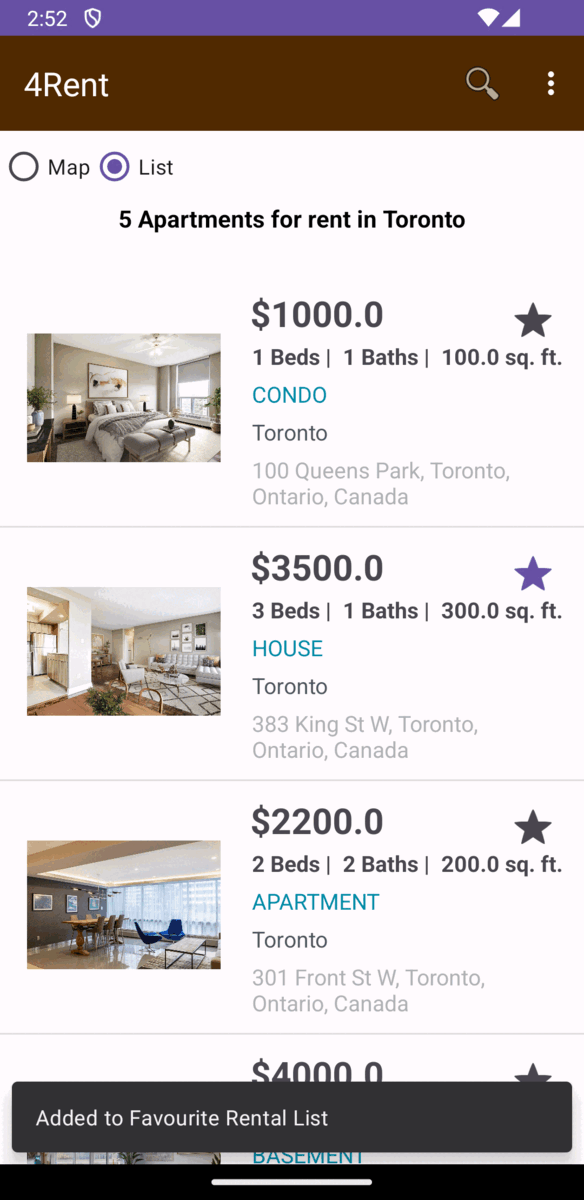 2:52
4Rent
Map List
5 Apartments for rent in Toronto
$1000.0
1 Beds | 1 Baths | 100.0 sq. ft.
CONDO
Toronto
100 Queens Park, Toronto,
Ontario, Canada
$3500.0
3 Beds | 1 Baths | 300.0 sq. ft.
HOUSE
Toronto
383 King St W, Toronto,
Ontario, Canada
$2200.0
2 Beds | 2 Baths | 200.0 sq. ft.
APARTMENT
Toronto
301 Front St W, Toronto,
Ontario, Canada
$4000.0
Added to Favourite Rental List
BASEMENT